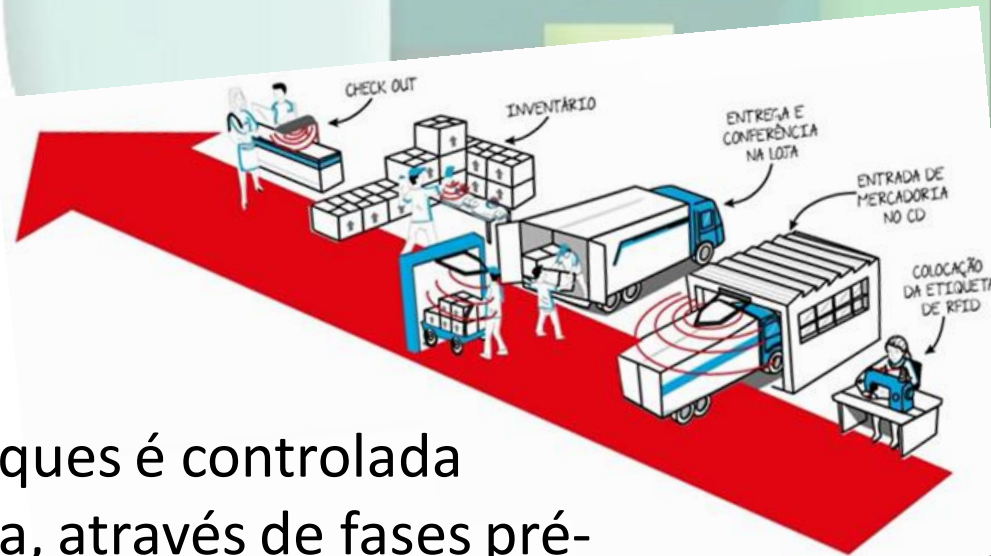 CHECK OUT
INVENTÁRIO
ENTREGA E
CONFERÊNCIA
NA LOJA
ENTRADA DE
MERCADORIA
NO CD
COLOCAÇÃO
DA ETIQUETA
DE RFID
ques é controlada
a, através de fases pré-